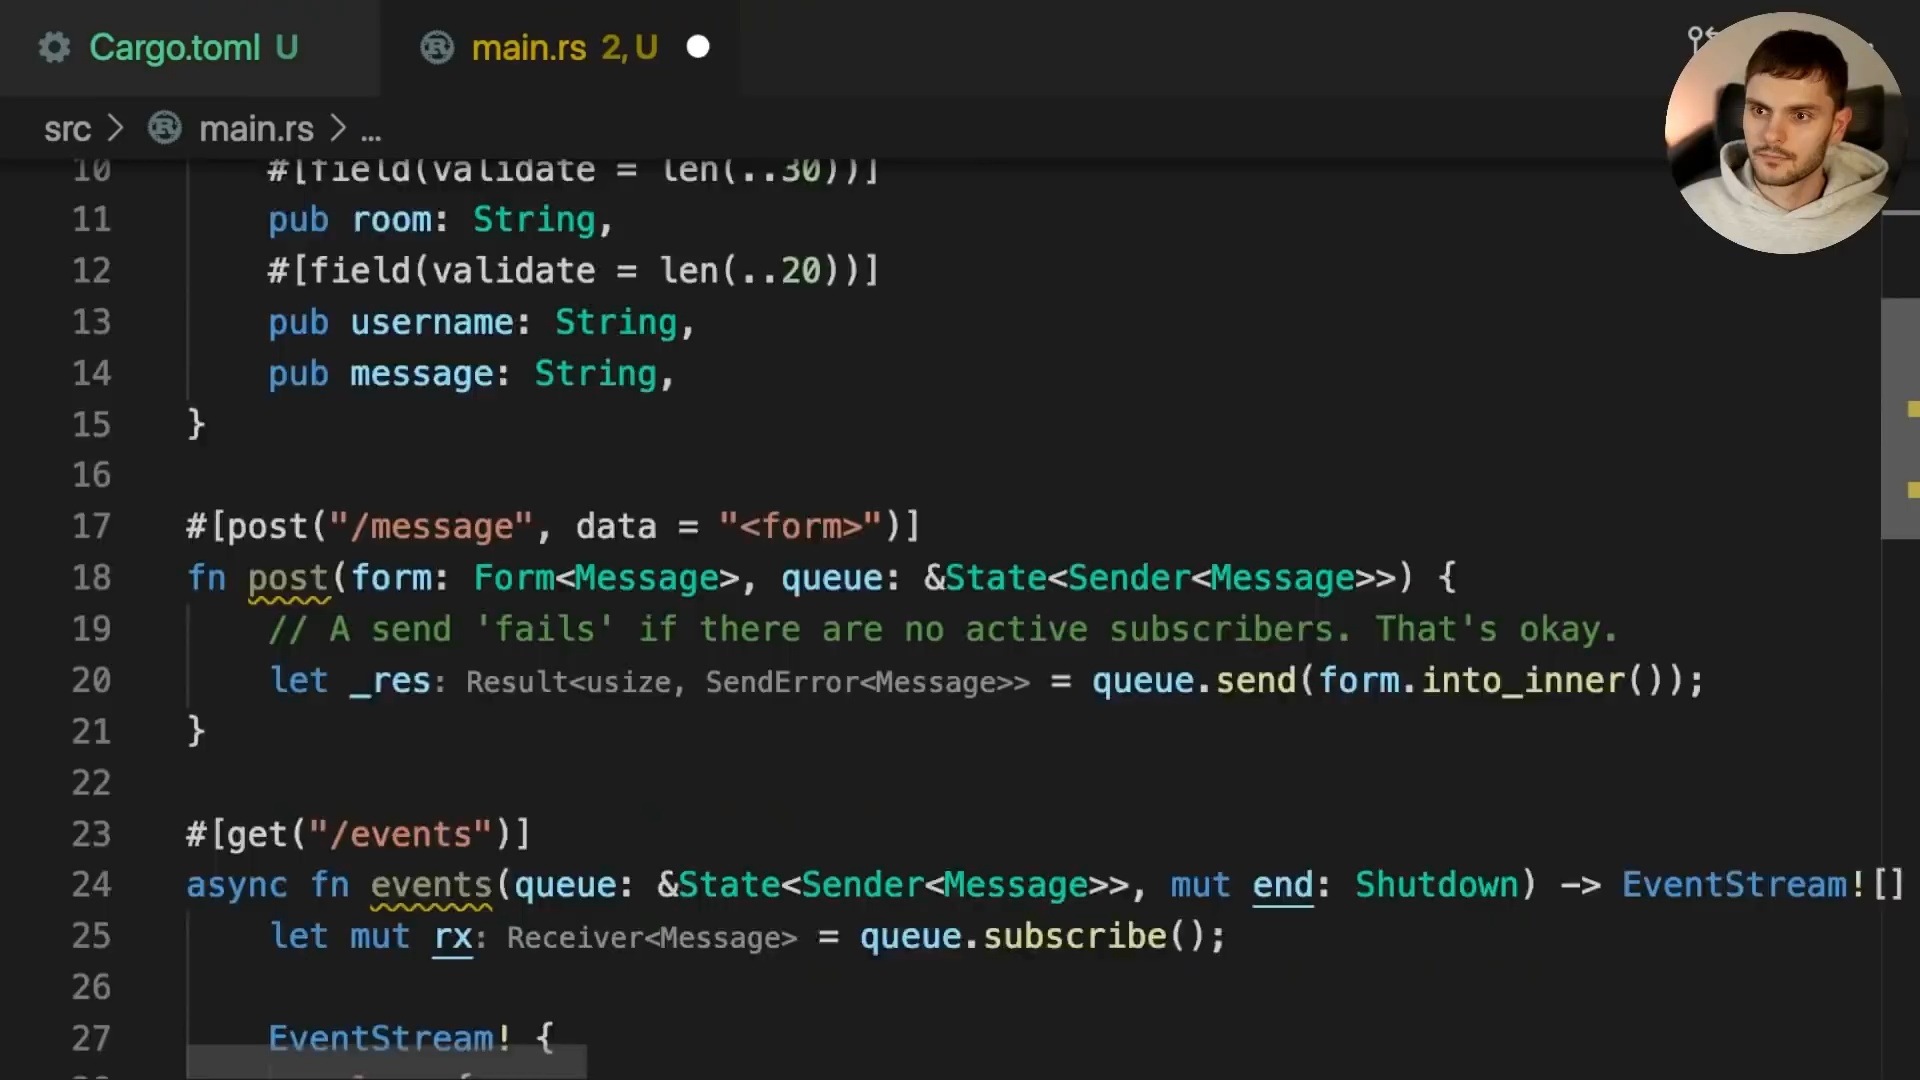 Cargo.toml U
main.rs 2, U
src > main.rs > ...
10 #[field(validate = len(..30))]
11 pub room: String,
12 #[field(validate = len(..20))]
13 pub username: String,
14 pub message: String,
15 }
16
17 #[post("/message", data = "<form>")]
18 fn post(form: Form<Message>, queue: &State<Sender<Message>>) {
19 // A send 'fails' if there are no active subscribers. That's okay.
20 let _res: Result<usize, SendError<Message>> = queue.send(form.into_inner());
21 }
22
23 #[get("/events")]
24 async fn events(queue: &State<Sender<Message>>, mut end: Shutdown) -> EventStream![]
25 let mut rx: Receiver<Message> = queue.subscribe();
26
27 EventStream! {